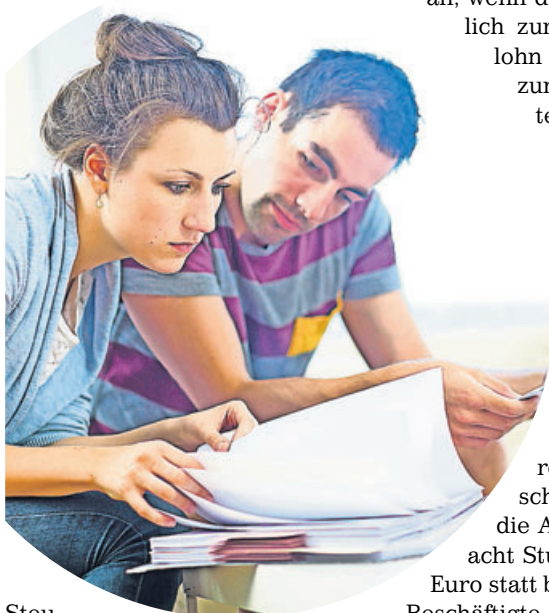 an, wenn d
lich zur
lohn
zur
te
re
sch
die A
acht Stu
Euro statt b
Steu
Beschäftigte